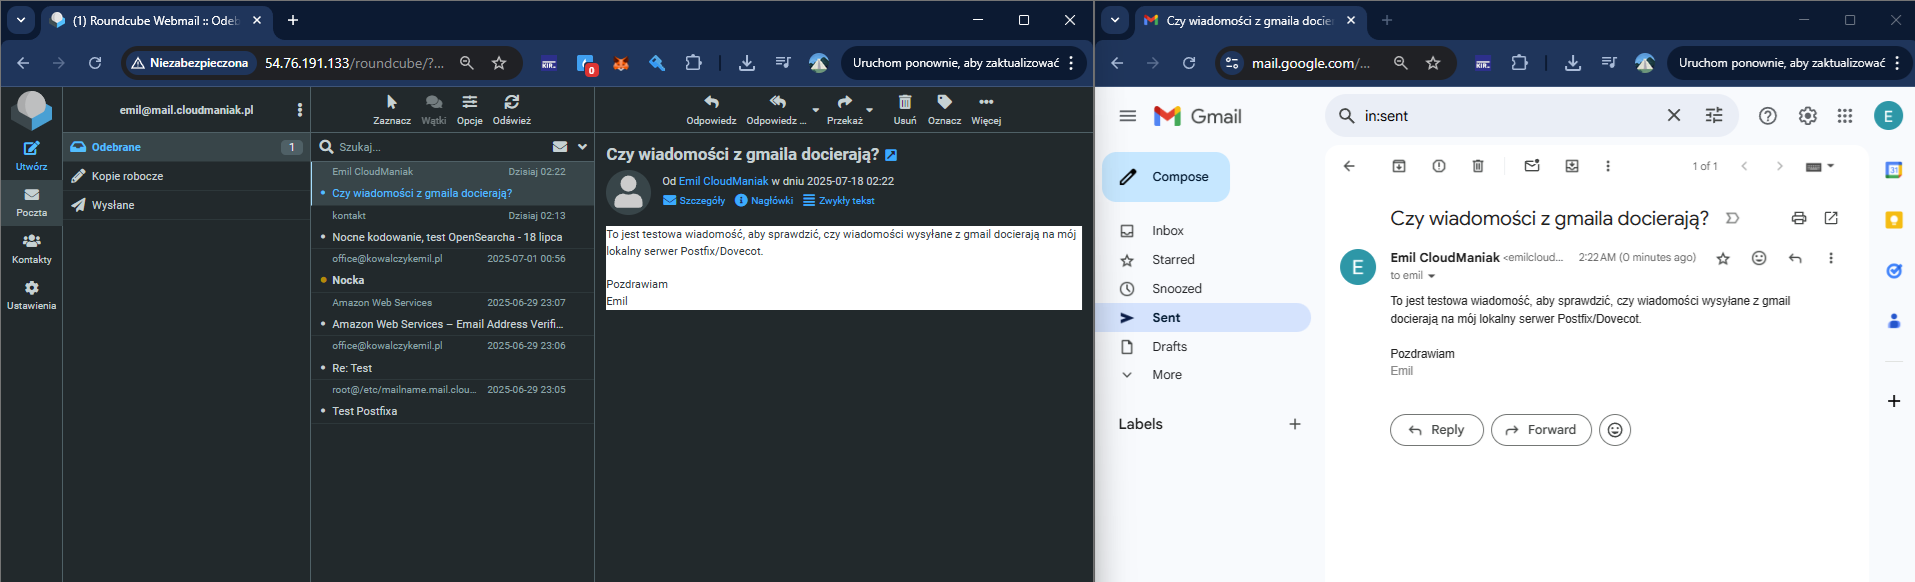 (1) Roundcube Webmail :: Odeb
Niezabezpieczona
54.76.191.133/roundcube/?...
0
Uruchom ponownie, aby zaktualizować
emil@mail.cloudmaniak.pl
Utwórz
Poczta
Kontakty
Ustawienia
Odebrane
1
Kopie robocze
Wysłane
Zaznacz
Wątki
Opcje
Odśwież
Szukaj...
Emil CloudManiak
Dzisiaj 02:22
Czy wiadomości z gmaila docierają?
kontakt
Dzisiaj 02:13
Nocne kodowanie, test OpenSearcha - 18 lipca
office@kowalczykemil.pl
2025-07-01 00:56
Nocka
Amazon Web Services
2025-06-29 23:07
Amazon Web Services – Email Address Verifi...
office@kowalczykemil.pl
2025-06-29 23:06
Re: Test
root@/etc/mailname.mail.clou...
2025-06-29 23:05
Test Postfixa
Odpowiedz
Odpowiedz ...
Przekaż
Usuń
Oznacz
Więcej
Czy wiadomości z gmaila docierają?
Od Emil CloudManiak w dniu 2025-07-18 02:22
Szczegóły
Nagłówki
Zwykły tekst
To jest testowa wiadomość, aby sprawdzić, czy wiadomości wysyłane z gmail docierają na mój
lokalny serwer Postfix/Dovecot.
Pozdrawiam
Emil
Czy wiadomości z gmaila docie
mail.google.com/...
Uruchom ponownie, aby zaktualizować
Gmail
in:sent
E
Compose
Inbox
Starred
Snoozed
Sent
Drafts
More
Labels
1 of 1
Czy wiadomości z gmaila docierają?
E
Emil CloudManiak <emilcloud...
2:22 AM (0 minutes ago)
to emil
To jest testowa wiadomość, aby sprawdzić, czy wiadomości wysyłane z gmail
docierają na mój lokalny serwer Postfix/Dovecot.
Pozdrawiam
Emil
Reply
Forward
31